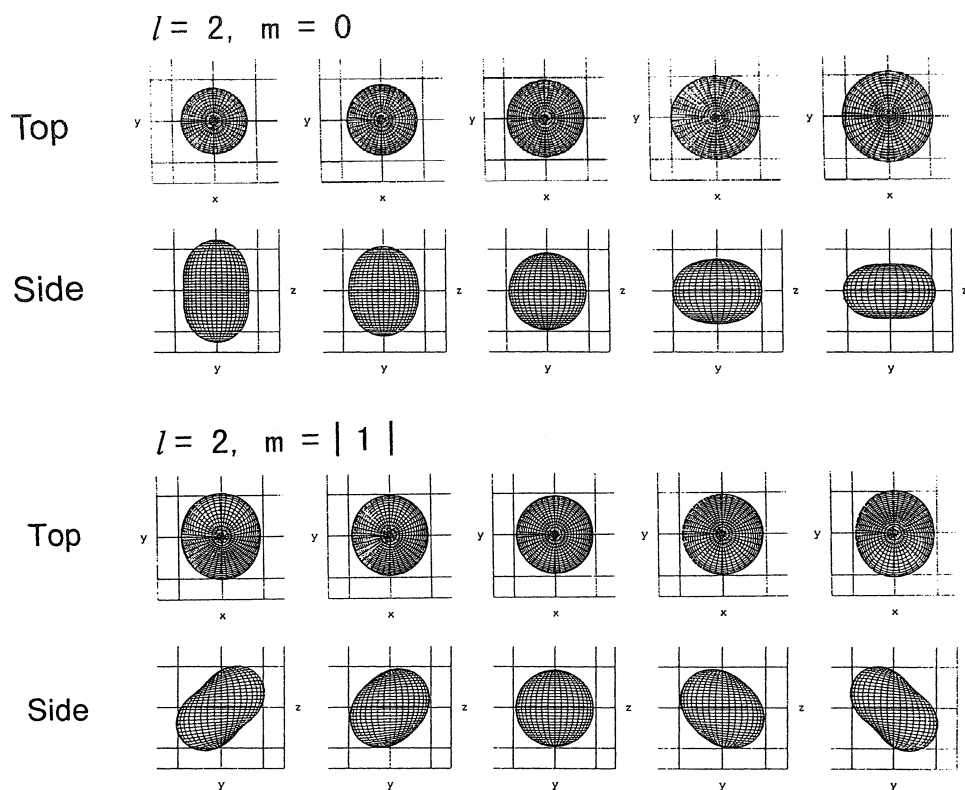 l = 2, m = 0
Top
y y y y y
x x x x x
Side
z z z z z
y y y y y
l = 2, m = | 1 |
Top
y y y y y
x x x x x
Side
z z z z z
y y y y y